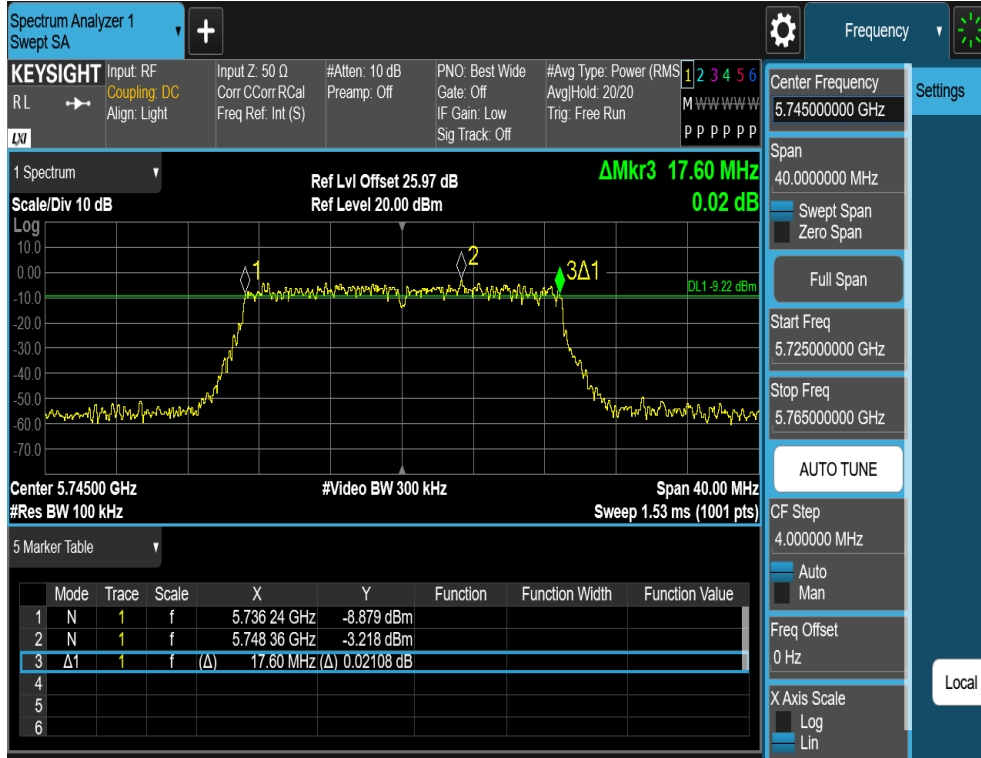 Spectrum Analyzer 1
Swept SA
+
Frequency
KEYSIGHT
RL
LXI
Input: RF
Coupling: DC
Align: Light
Input Z: 50 Ω
Corr CCorr RCal
Freq Ref: Int (S)
#Atten: 10 dB
Preamp: Off
PNO: Best Wide
Gate: Off
IF Gain: Low
Sig Track: Off
#Avg Type: Power (RMS
Avg|Hold: 20/20
Trig: Free Run
1 2 3 4 5 6
M W W W W W
P P P P P P
1 Spectrum
Scale/Div 10 dB
Ref Lvl Offset 25.97 dB
Ref Level 20.00 dBm
ΔMkr3 17.60 MHz
0.02 dB
Log
10.0
0.00
-10.0
-20.0
-30.0
-40.0
-50.0
-60.0
-70.0
1
2
3Δ1
DL1 -9.22 dBm
Center 5.74500 GHz
#Res BW 100 kHz
#Video BW 300 kHz
Span 40.00 MHz
Sweep 1.53 ms (1001 pts)
5 Marker Table
Mode Trace Scale X Y Function Function Width Function Value
1 N 1 f 5.736 24 GHz -8.879 dBm
2 N 1 f 5.748 36 GHz -3.218 dBm
3 Δ1 1 f (Δ) 17.60 MHz (Δ) 0.02108 dB
4
5
6
Center Frequency
5.745000000 GHz
Span
40.0000000 MHz
Swept Span
Zero Span
Full Span
Start Freq
5.725000000 GHz
Stop Freq
5.765000000 GHz
AUTO TUNE
CF Step
4.000000 MHz
Auto
Man
Freq Offset
0 Hz
X Axis Scale
Log
Lin
Settings
Local